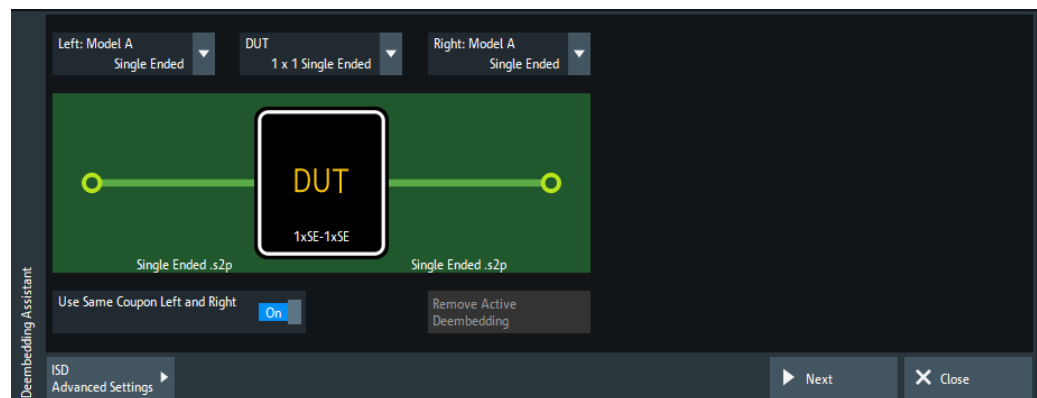 Left: Model A
Single Ended
DUT
1 x 1 Single Ended
Right: Model A
Single Ended
DUT
1xSE-1xSE
Single Ended .s2p
Single Ended .s2p
Use Same Coupon Left and Right
On
Remove Active
Deembedding
Deembedding Assistant
ISD
Advanced Settings
Next
Close